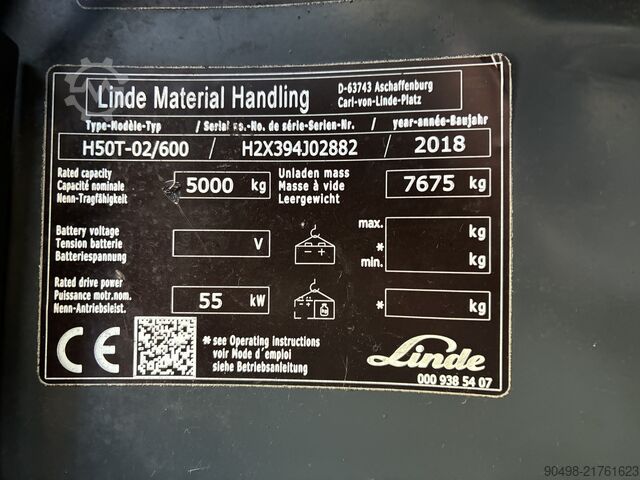 Linde Material Handling
D-63743 Aschaffenburg
Carl-von-Linde-Platz
Type-Modèle-Typ / Serial no.-No. de série-Serien-Nr. / year-année-Baujahr
H50T-02/600 / H2X394J02882 / 2018
Rated capacity
Capacité nominale
Nenn-Tragfähigkeit
5000 kg
Unladen mass
Masse à vide
Leergewicht
7675 kg
Battery voltage
Tension batterie
Batteriespannung
V
- +
max. kg
*
min. kg
Rated drive power
Puissance motr.nom.
Nenn-Antriebsleist.
55 kW
- +
* kg
CE
* see Operating instructions
voir Mode d´emploi
siehe Betriebsanleitung
Linde
000 938 54 07
90498-21761623